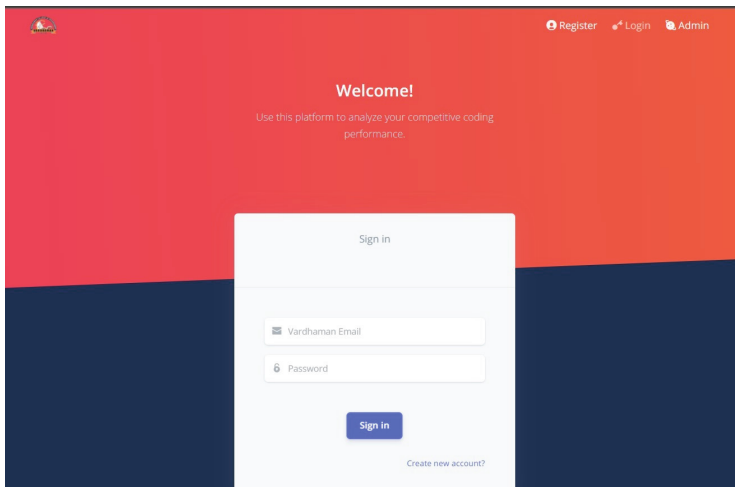 Register
Login
Admin
Welcome!
Use this platform to analyze your competitive coding
performance.
Sign in
Vardhaman Email
Password
Sign in
Create new account?